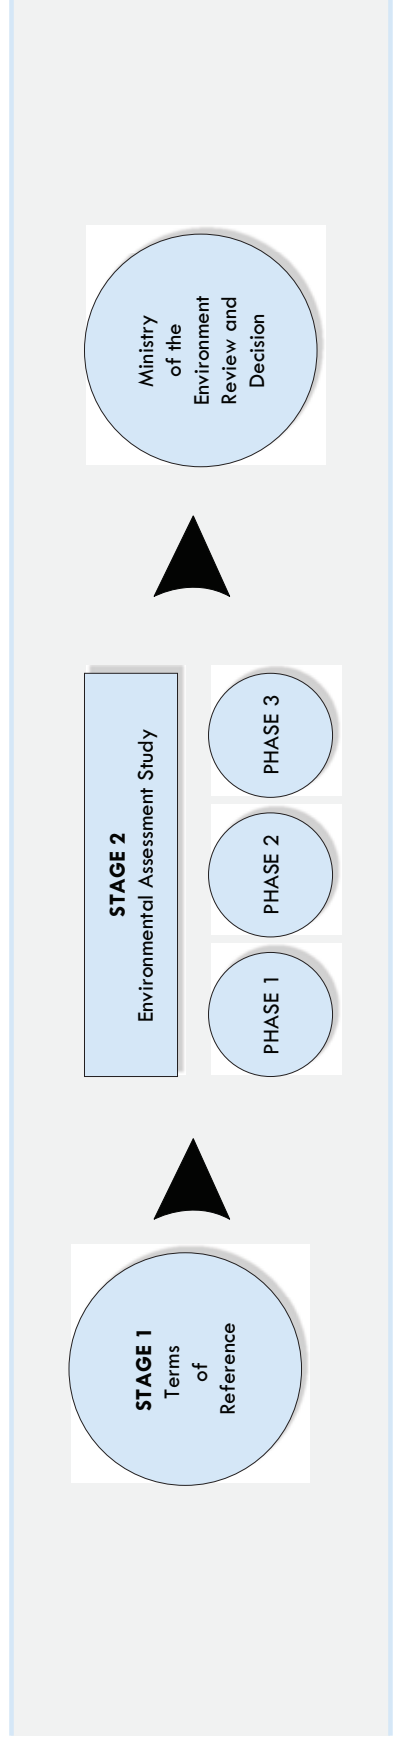 STAGE 1
Terms
of
Reference
STAGE 2
Environmental Assessment Study
PHASE 1
PHASE 2
PHASE 3
Ministry
of the
Environment
Review and
Decision